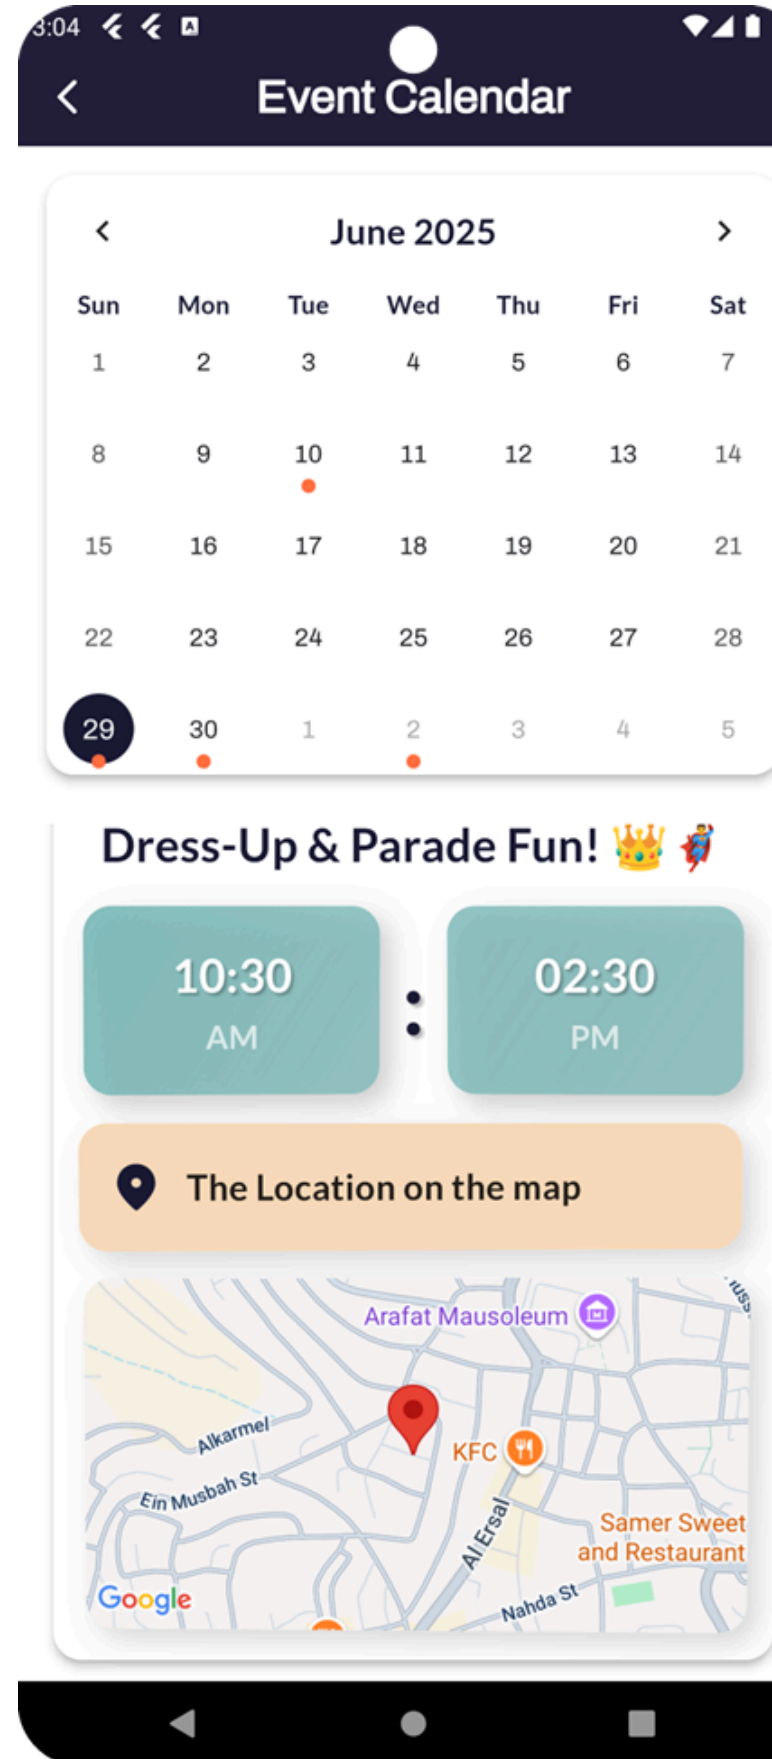 3:04
Event Calendar
June 2025
Sun Mon Tue Wed Thu Fri Sat
1 2 3 4 5 6 7
8 9 10 11 12 13 14
15 16 17 18 19 20 21
22 23 24 25 26 27 28
29 30 1 2 3 4 5
Dress-Up & Parade Fun! 👑 🦸
10:30 : 02:30
AM PM
The Location on the map
Arafat Mausoleum
Alkarmel
KFC
Ein Musbah St
Al Ersal
Samer Sweet
and Restaurant
Nahda St
Google